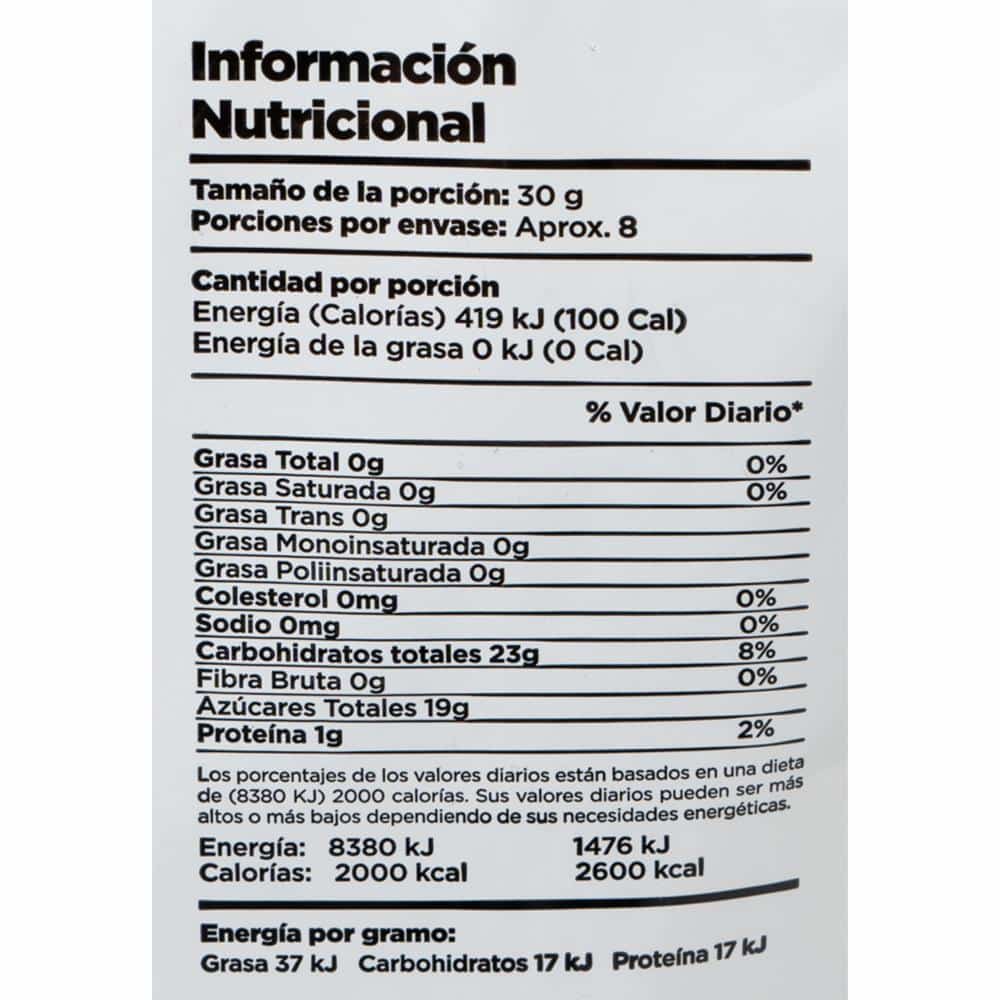 Información
Nutricional
Tamaño de la porción: 30 g
Porciones por envase: Aprox. 8
Cantidad por porción
Energía (Calorías) 419 kJ (100 Cal)
Energía de la grasa 0 kJ (0 Cal)
% Valor Diario*
Grasa Total 0g 0%
Grasa Saturada 0g 0%
Grasa Trans 0g
Grasa Monoinsaturada 0g
Grasa Poliinsaturada 0g
Colesterol 0mg 0%
Sodio 0mg 0%
Carbohidratos totales 23g 8%
Fibra Bruta 0g 0%
Azúcares Totales 19g
Proteína 1g 2%
Los porcentajes de los valores diarios están basados en una dieta
de (8380 KJ) 2000 calorías. Sus valores diarios pueden ser más
altos o más bajos dependiendo de sus necesidades energéticas.
Energía: 8380 kJ 1476 kJ
Calorías: 2000 kcal 2600 kcal
Energía por gramo:
Grasa 37 kJ Carbohidratos 17 kJ Proteína 17 kJ